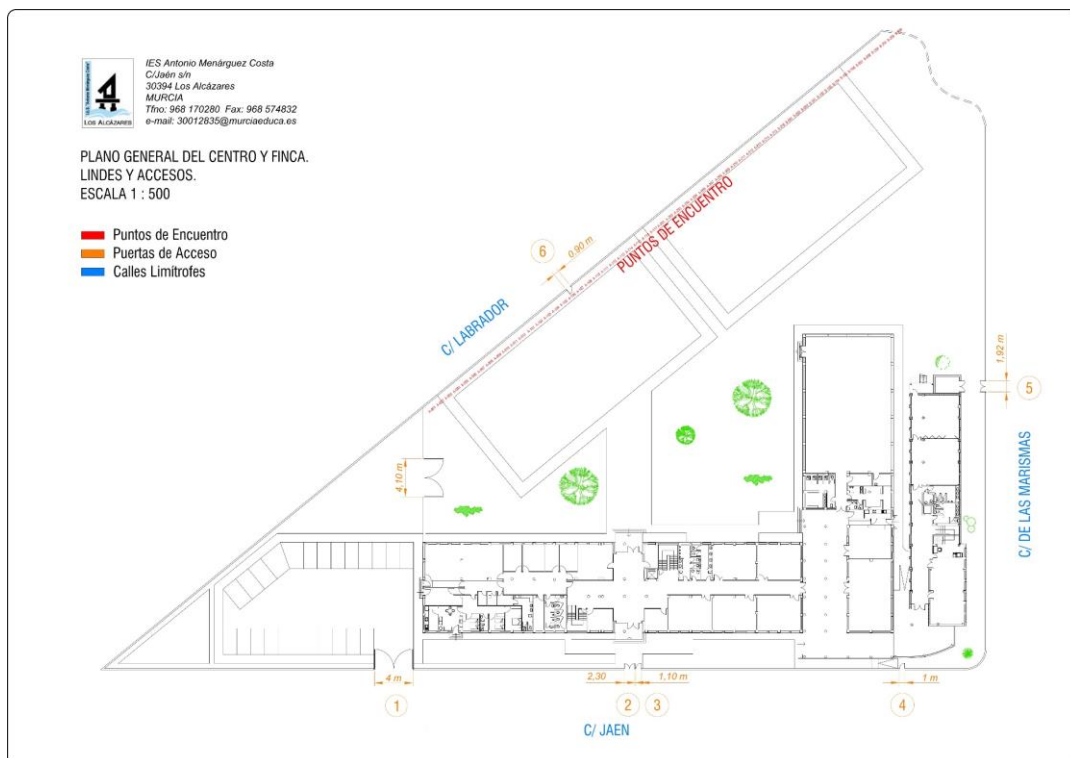 IES Antonio Menárguez Costa
C/Jaén s/n
30394 Los Alcázares
MURCIA
Tfno: 968 170280 Fax: 968 574832
e-mail: 30012835@murciaeduca.es
LOS ALCÁZARES
PLANO GENERAL DEL CENTRO Y FINCA.
LINDES Y ACCESOS.
ESCALA 1 : 500
Puntos de Encuentro
Puertas de Acceso
Calles Limítrofes
PUNTOS DE ENCUENTRO
6
0.90 m
C/ LABRADOR
1,92 m
5
4,10 m
C/ DE LAS MARISMAS
4 m
2,30
1,10 m
1 m
1
2
3
4
C/ JAEN